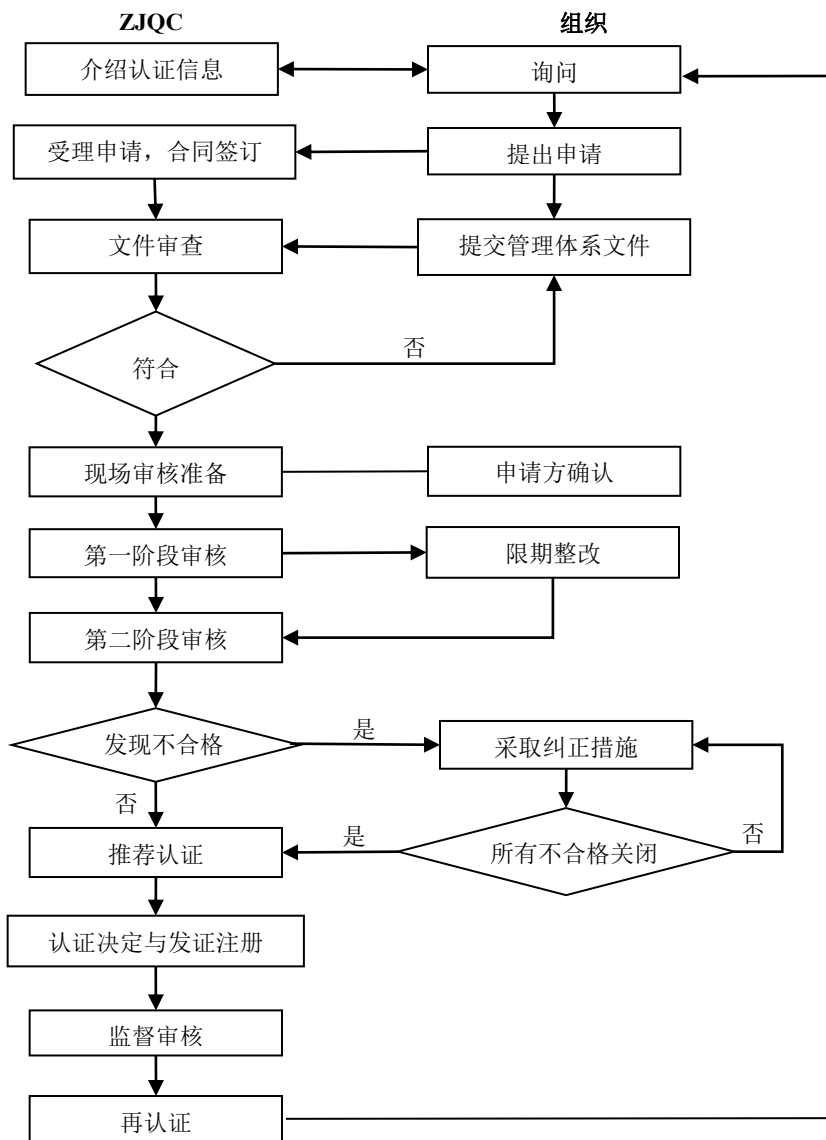 ZJQC
组织
介绍认证信息
询问
受理申请，合同签订
提出申请
文件审查
提交管理体系文件
符合
否
现场审核准备
申请方确认
第一阶段审核
限期整改
第二阶段审核
发现不合格
是
采取纠正措施
否
推荐认证
是
所有不合格关闭
否
认证决定与发证注册
监督审核
再认证